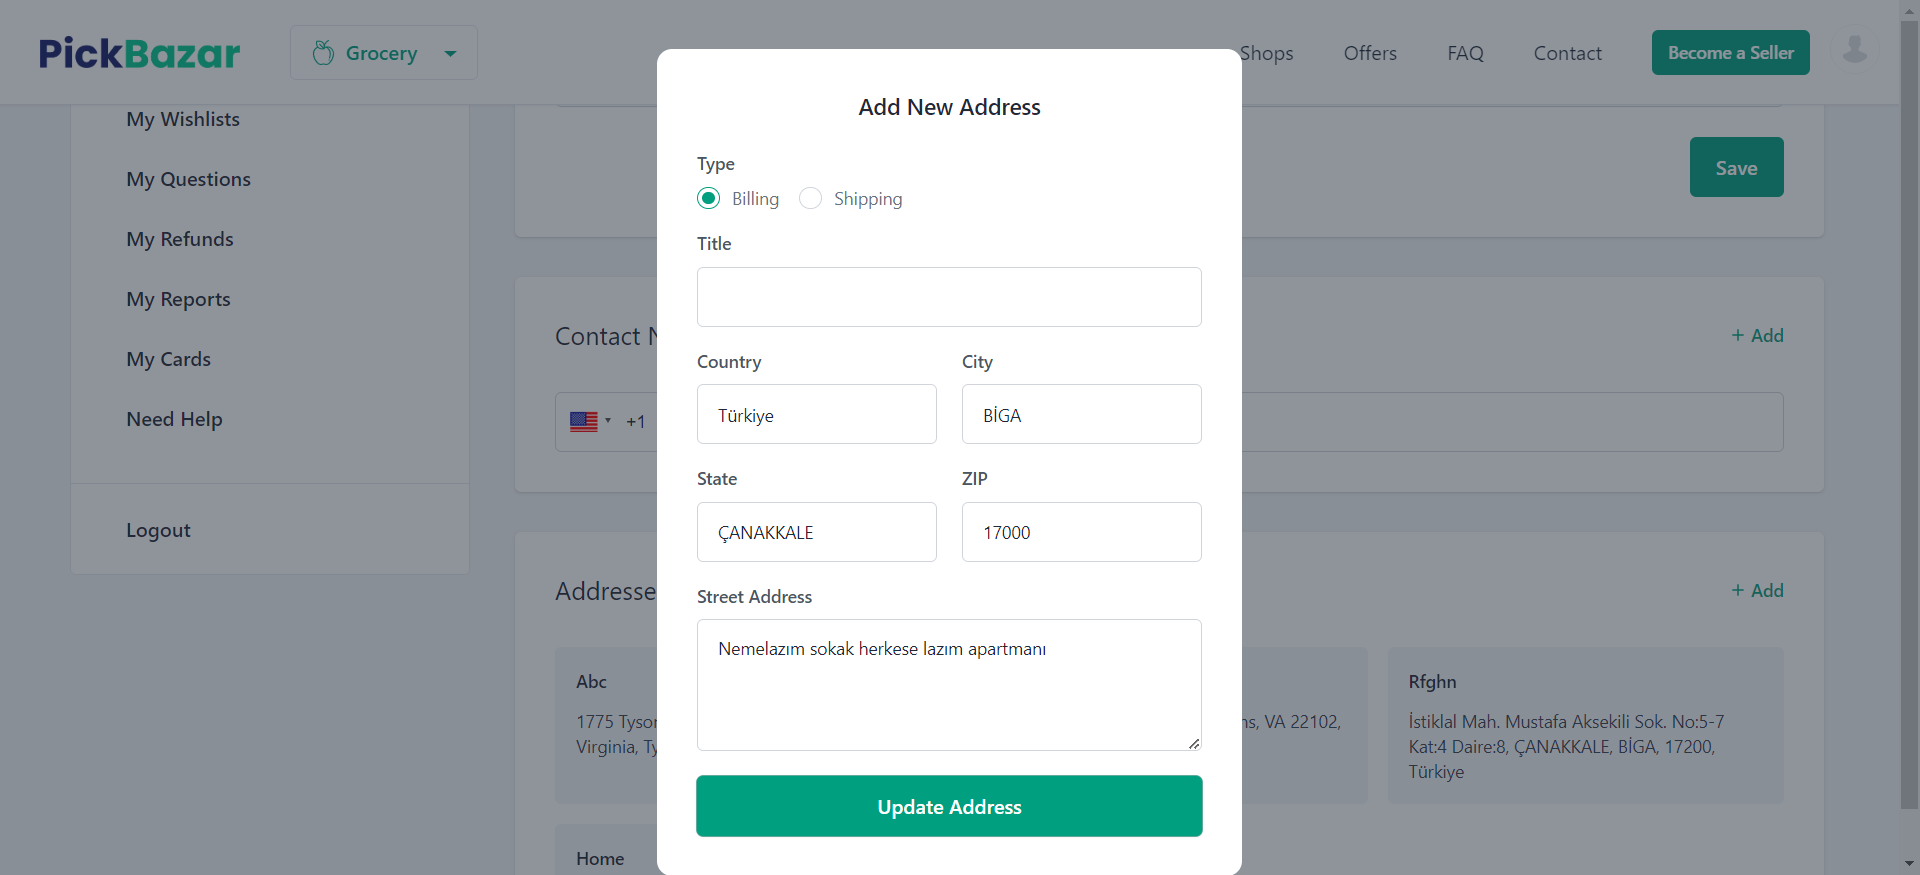 PickBazar
Grocery
Shops
Offers
FAQ
Contact
Become a Seller
My Wishlists
My Questions
My Refunds
My Reports
My Cards
Need Help
Logout
Save
Contact
+ Add
+1
Addresse
+ Add
Abc
1775 Tyson
Virginia, Ty
VA 22102,
Rfghn
İstiklal Mah. Mustafa Aksekili Sok. No:5-7
Kat:4 Daire:8, ÇANAKKALE, BİGA, 17200,
Türkiye
Home
Add New Address
Type
Billing
Shipping
Title
Country
City
Türkiye
BİGA
State
ZIP
ÇANAKKALE
17000
Street Address
Nemelazım sokak herkese lazım apartmanı
Update Address